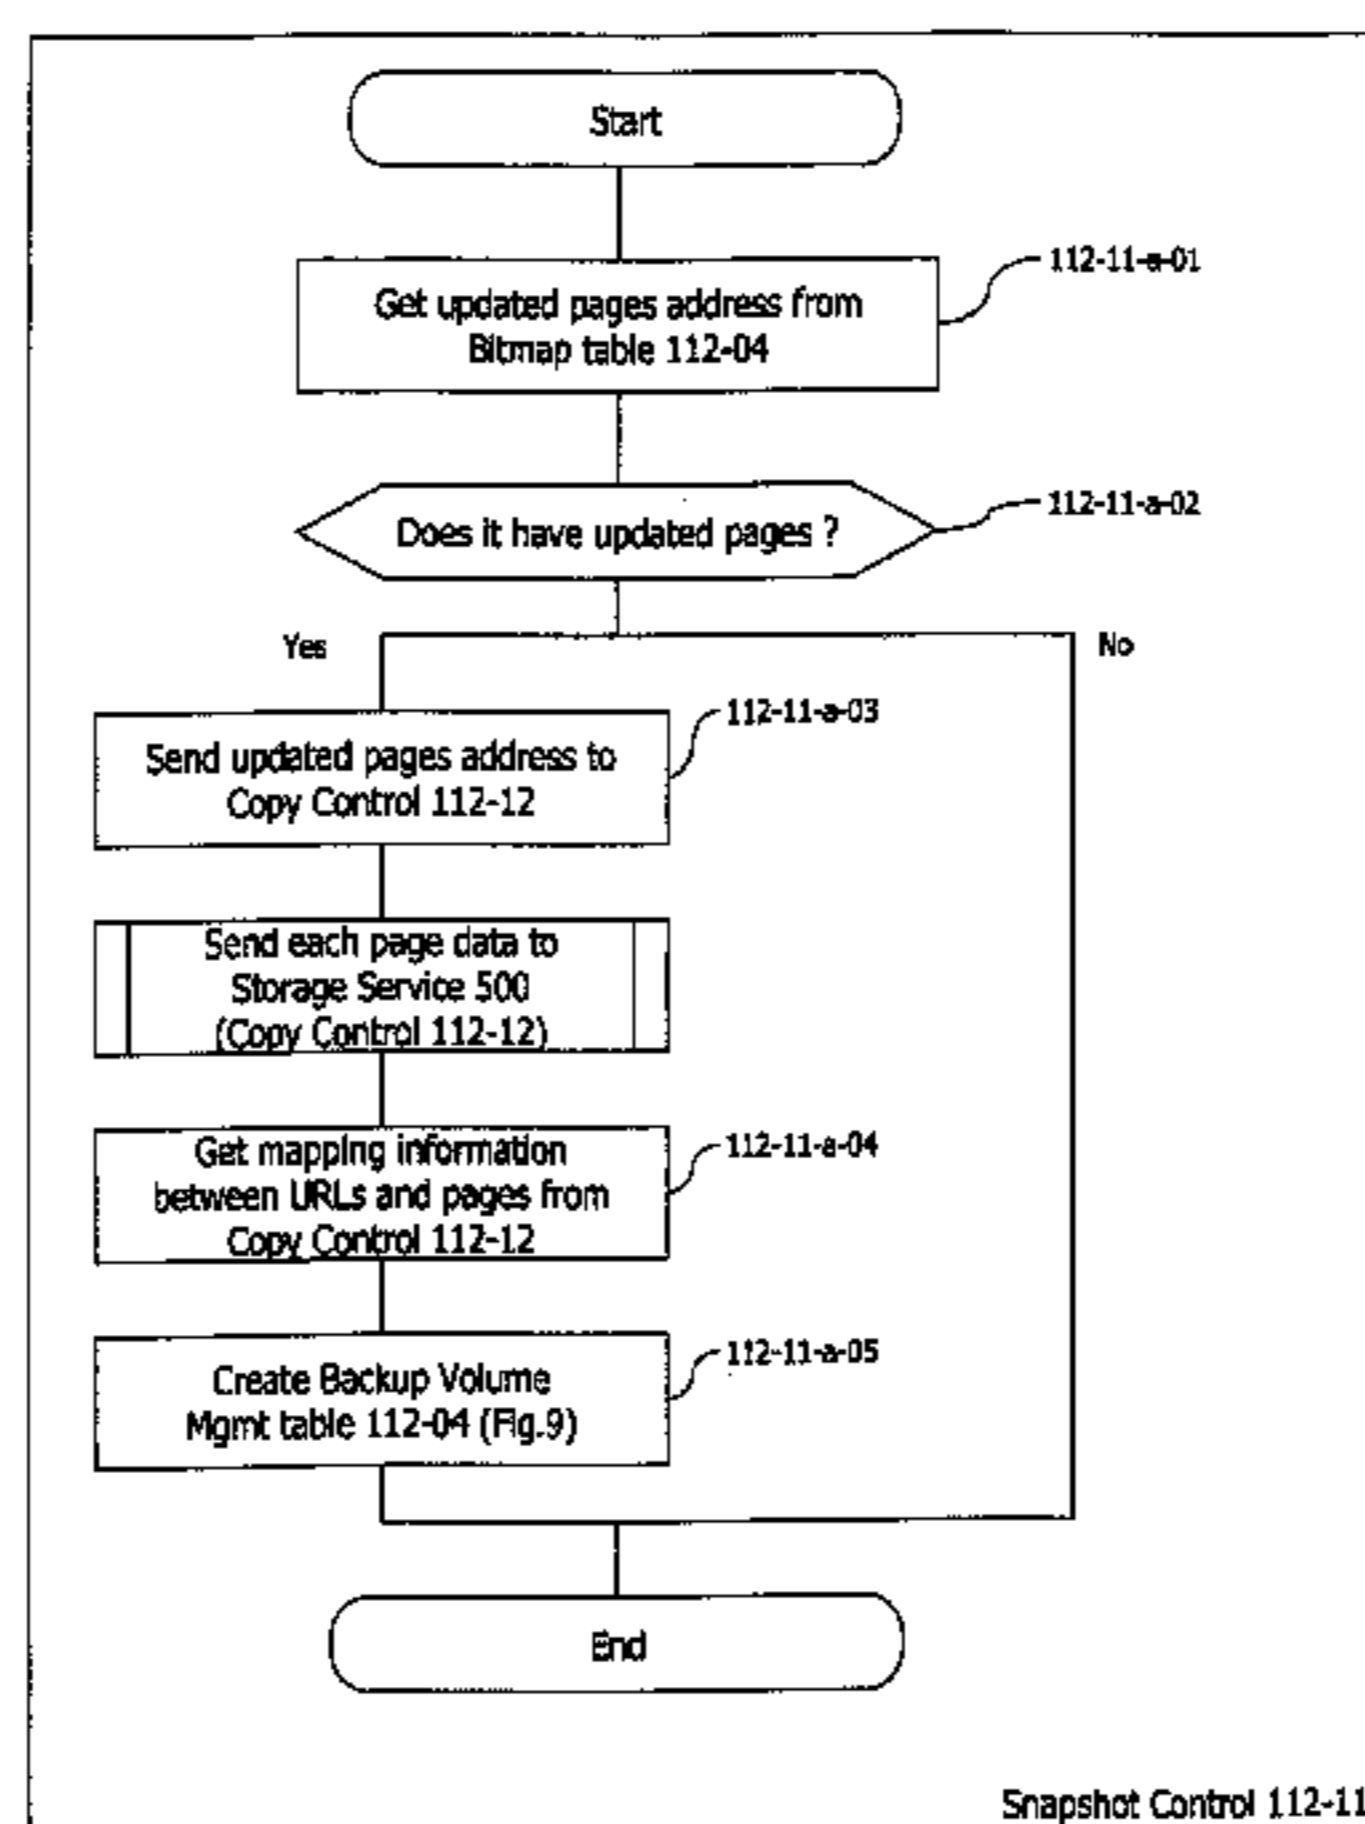 Start
112-11-a-01
Get updated pages address from
Bitmap table 112-04
112-11-a-02
Does it have updated pages ?
Yes
No
112-11-a-03
Send updated pages address to
Copy Control 112-12
Send each page data to
Storage Service 500
(Copy Control 112-12)
112-11-a-04
Get mapping information
between URLs and pages from
Copy Control 112-12
112-11-a-05
Create Backup Volume
Mgmt table 112-04 (Fig.9)
End
Snapshot Control 112-11